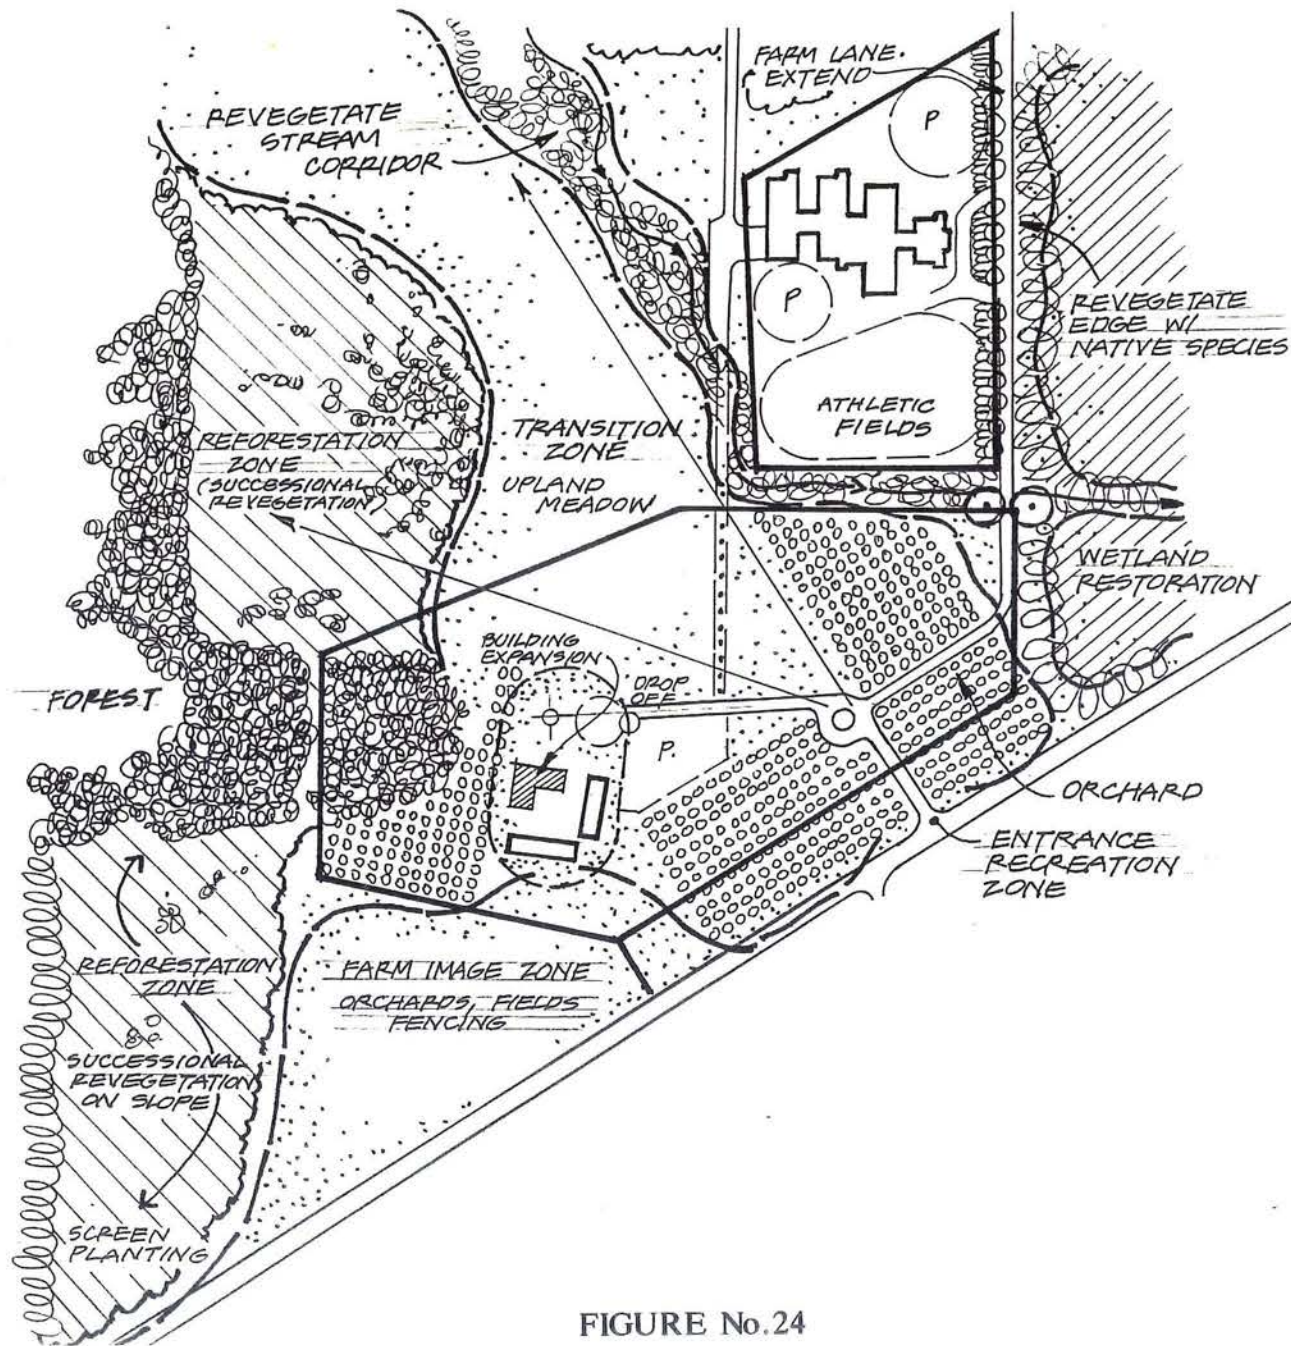 FARM LANE.
EXTEND
REVEGETATE
STREAM
CORRIDOR
P
P
REVEGETATE
EDGE W/
NATIVE SPECIES
ATHLETIC
FIELDS
TRANSITION
ZONE
UPLAND
MEADOW
REFORESTATION
ZONE
(SUCCESSIONAL
REVEGETATION)
WETLAND
RESTORATION
BUILDING
EXPANSION
DROP
OFF
FOREST
P.
ORCHARD
ENTRANCE
RECREATION
ZONE
REFORESTATION
ZONE
FARM IMAGE ZONE
ORCHARDS, FIELDS
FENCING
SUCCESSIONAL
REVEGETATION
ON SLOPE
SCREEN
PLANTING
FIGURE No.24